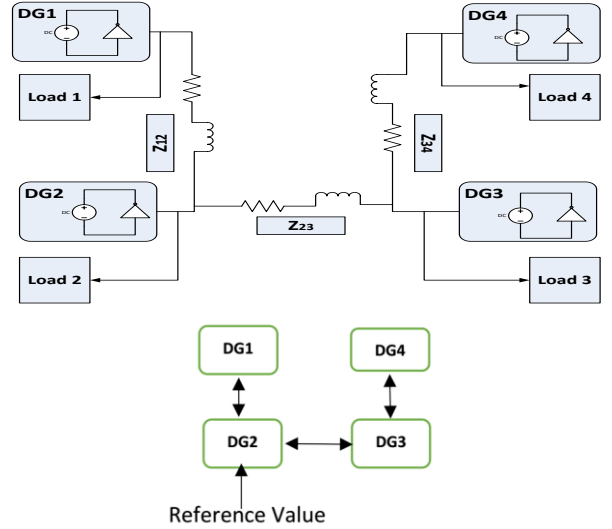 DG1
DC
Load 1
Z12
DG4
DC
Load 4
Z34
DG2
DC
Load 2
Z23
DG3
DC
Load 3
DG1
DG4
DG2
DG3
Reference Value